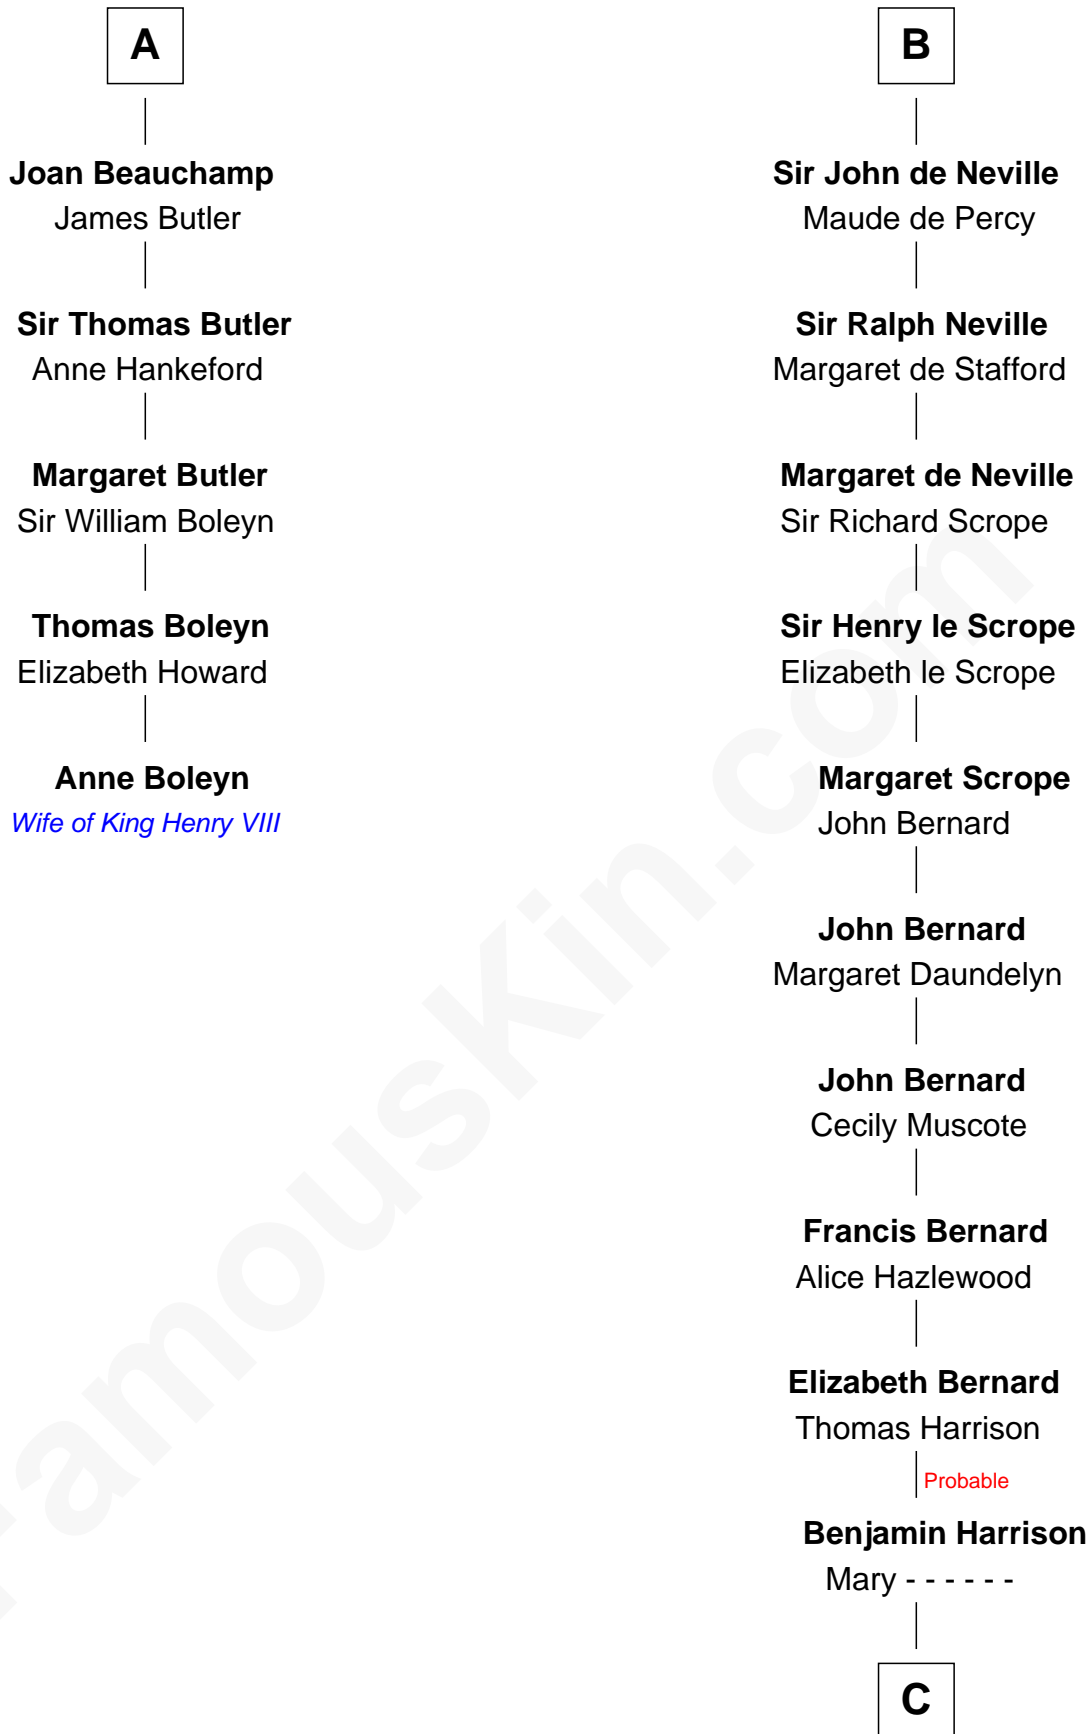 A
Joan Beauchamp
James Butler
Sir Thomas Butler
Anne Hankeford
Margaret Butler
Sir William Boleyn
Thomas Boleyn
Elizabeth Howard
Anne Boleyn
Wife of King Henry VIII
B
Sir John de Neville
Maude de Percy
Sir Ralph Neville
Margaret de Stafford
Margaret de Neville
Sir Richard Scrope
Sir Henry le Scrope
Elizabeth le Scrope
Margaret Scrope
John Bernard
John Bernard
Margaret Daundelyn
John Bernard
Cecily Muscote
Francis Bernard
Alice Hazlewood
Elizabeth Bernard
Thomas Harrison
Probable
Benjamin Harrison
Mary - - - - - -
C
FamousKin.com